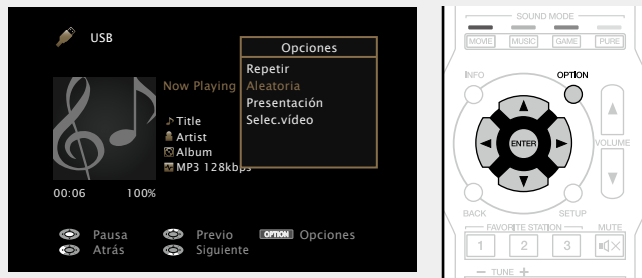 USB
Opciones
Repetir
Aleatoria
Presentación
Selec.vídeo
Now Playing
Title
Artist
Album
MP3 128kbps
00:06 100%
Pausa Previo OPTION Opciones
Atrás Siguiente
SOUND MODE
MOVIE MUSIC GAME PURE
INFO OPTION
ENTER
VOLUME
BACK SETUP
FAVORITE STATION MUTE
1 2 3
− TUNE +